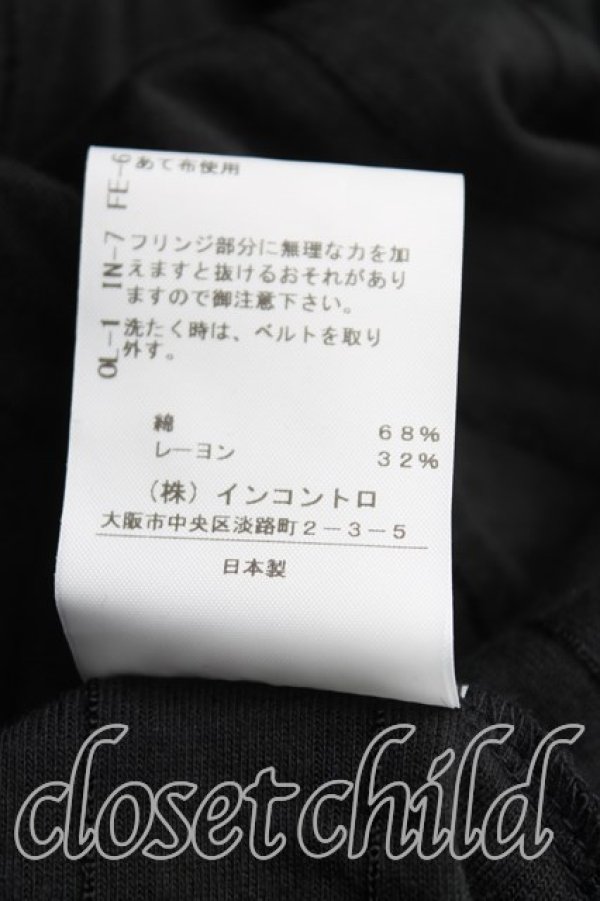 あて布使用
フリンジ部分に無理な力を加
えますと抜けるおそれがあり
ますので御注意下さい。
洗たく時は、ベルトを取り
外す。
OL-1 IN-7 FE-6
綿 68%
レーヨン 32%
(株)インコントロ
大阪市中央区淡路町2-3-5
日本製
closet child